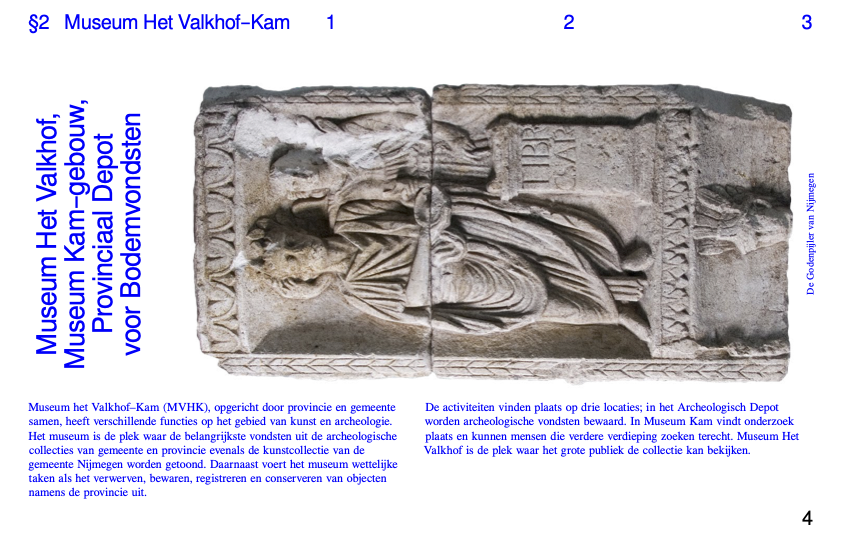 §2 Museum Het Valkhof–Kam 1 2 3
Museum Het Valkhof,
Museum Kam–gebouw,
Provinciaal Depot
voor Bodemvondsten
TIBR
CAR
De Godenpijler van Nijmegen
Museum het Valkhof–Kam (MVHK), opgericht door provincie en gemeente
samen, heeft verschillende functies op het gebied van kunst en archeologie.
Het museum is de plek waar de belangrijkste vondsten uit de archeologische
collecties van gemeente en provincie evenals de kunstcollectie van de
gemeente Nijmegen worden getoond. Daarnaast voert het museum wettelijke
taken als het verwerven, bewaren, registreren en conserveren van objecten
namens de provincie uit.
De activiteiten vinden plaats op drie locaties; in het Archeologisch Depot
worden archeologische vondsten bewaard. In Museum Kam vindt onderzoek
plaats en kunnen mensen die verdere verdieping zoeken terecht. Museum Het
Valkhof is de plek waar het grote publiek de collectie kan bekijken.
4